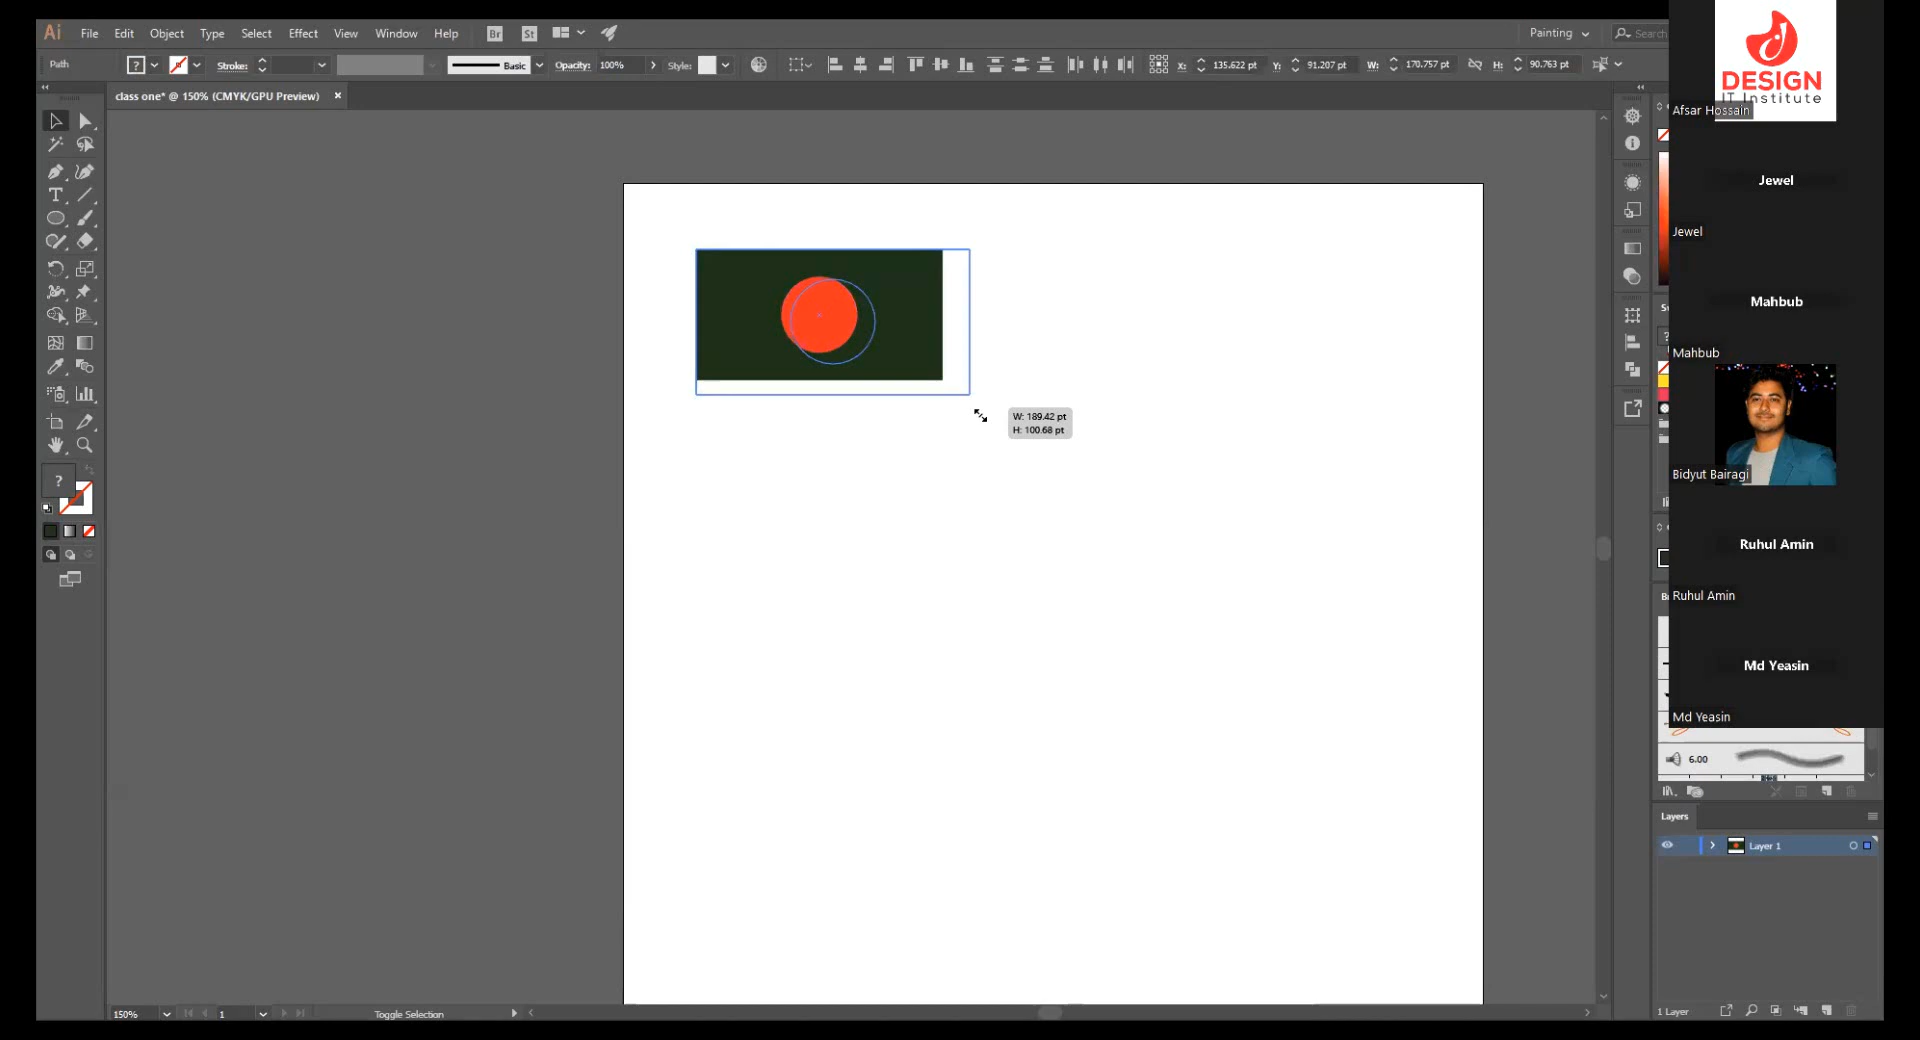 Ai File Edit Object Type Select Effect View Window Help Br St Painting Search
Path ? Stroke: Basic Opacity: 100% Style: X: 135.622 pt Y: 91.207 pt W: 170.757 pt H: 90.763 pt
class one* @ 150% (CMYK/GPU Preview) ×
DESIGN
IT Institute
Afsar Hossain
Jewel
Jewel
Mahbub
Mahbub
Bidyut Bairagi
Ruhul Amin
Ruhul Amin
Md Yeasin
Md Yeasin
W: 189.42 pt
H: 100.68 pt
T
?
6.00
Layers
Layer 1
1 Layer
150% 1 Toggle Selection